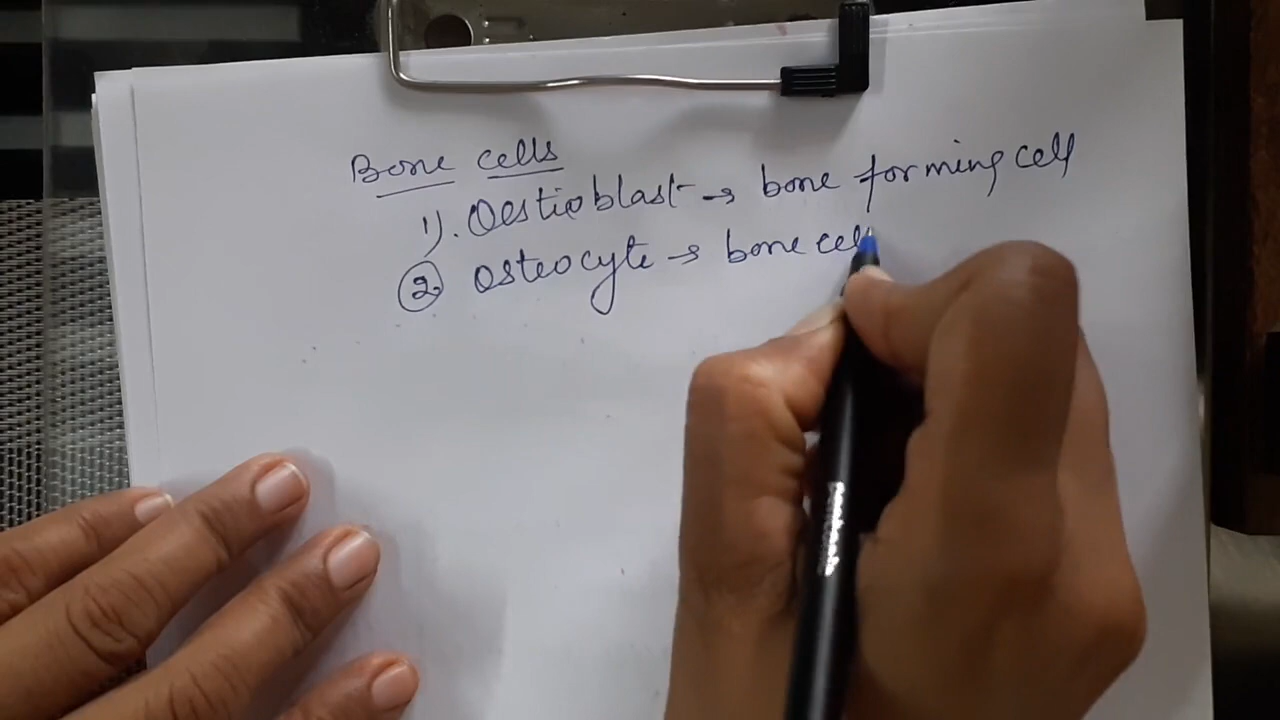 Bone cells
1). Oestioblast → bone forming cell
2 Osteocyte → bone cell